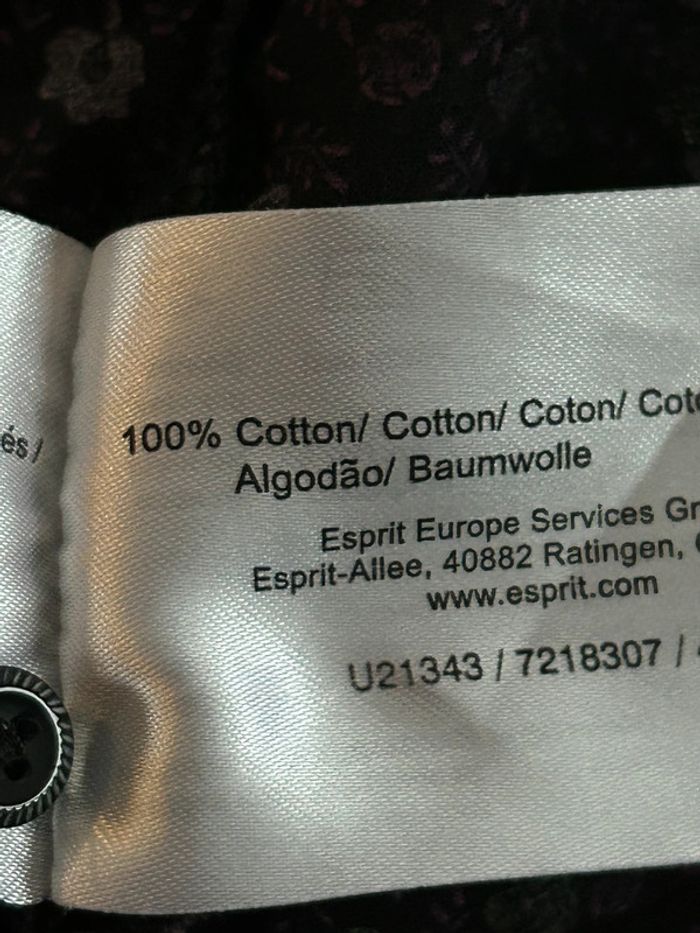 és /
100% Cotton/ Cotton/ Coton/
Algodão/ Baumwolle
Esprit Europe Services
Esprit-Allee, 40882 Ratingen,
www.esprit.com
U21343 / 7218307 /